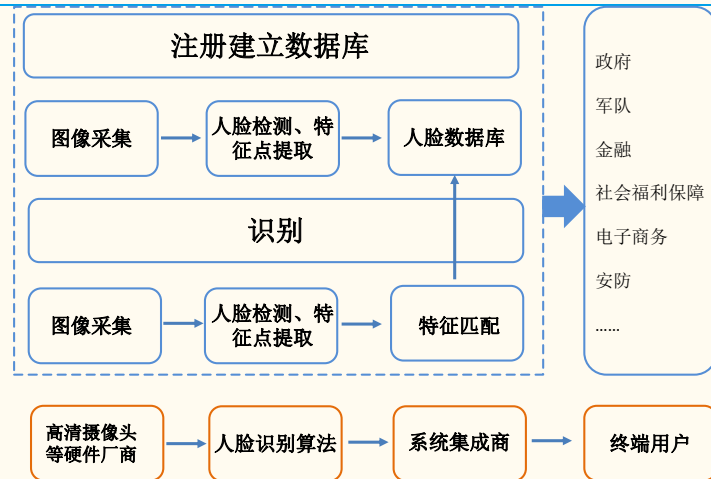 注册建立数据库
图像采集
人脸检测、特
征点提取
人脸数据库
识别
图像采集
人脸检测、特
征点提取
特征匹配
政府
军队
金融
社会福利保障
电子商务
安防
……
高清摄像头
等硬件厂商
人脸识别算法
系统集成商
终端用户